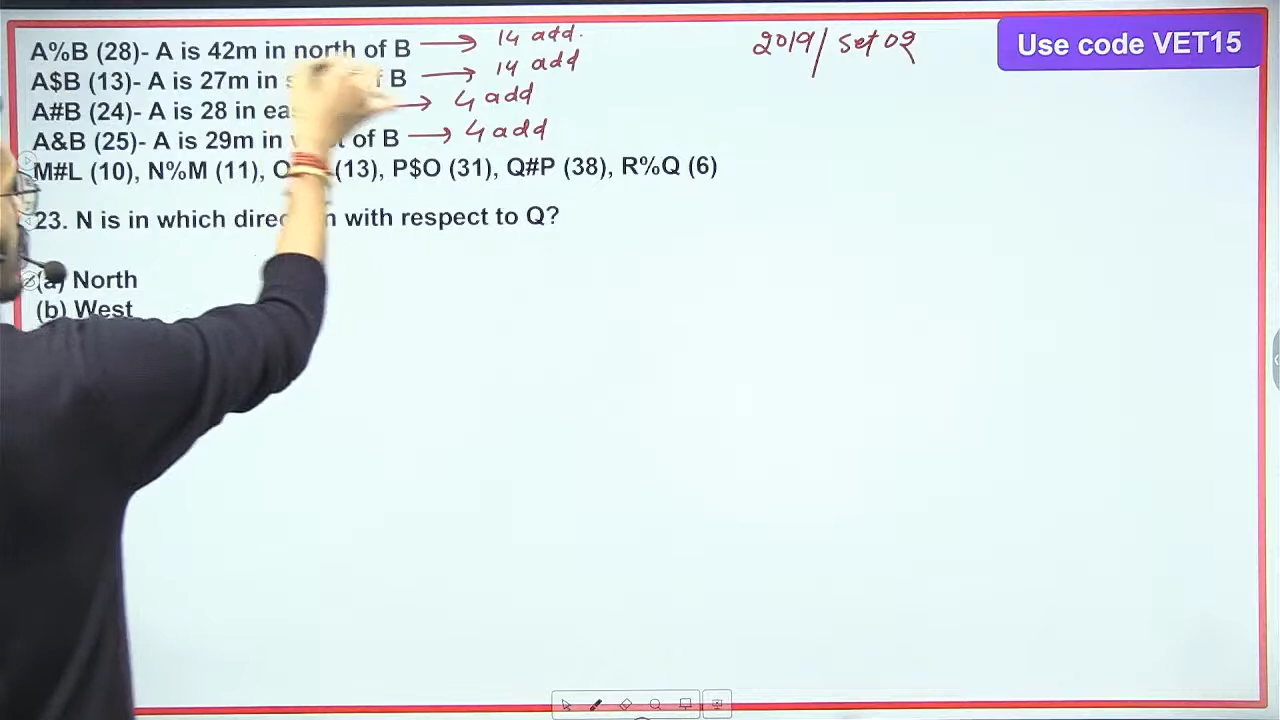 A%B (28)- A is 42m in north of B → 14 add.
A$B (13)- A is 27m in of B → 14 add
A#B (24)- A is 28 in → 4 add
A&B (25)- A is 29m in of B → 4 add
M#L (10), N%M (11), (13), P$O (31), Q#P (38), R%Q (6)
23. N is in which with respect to Q?
(a) North
(b) West
2019/ Set 02
Use code VET15